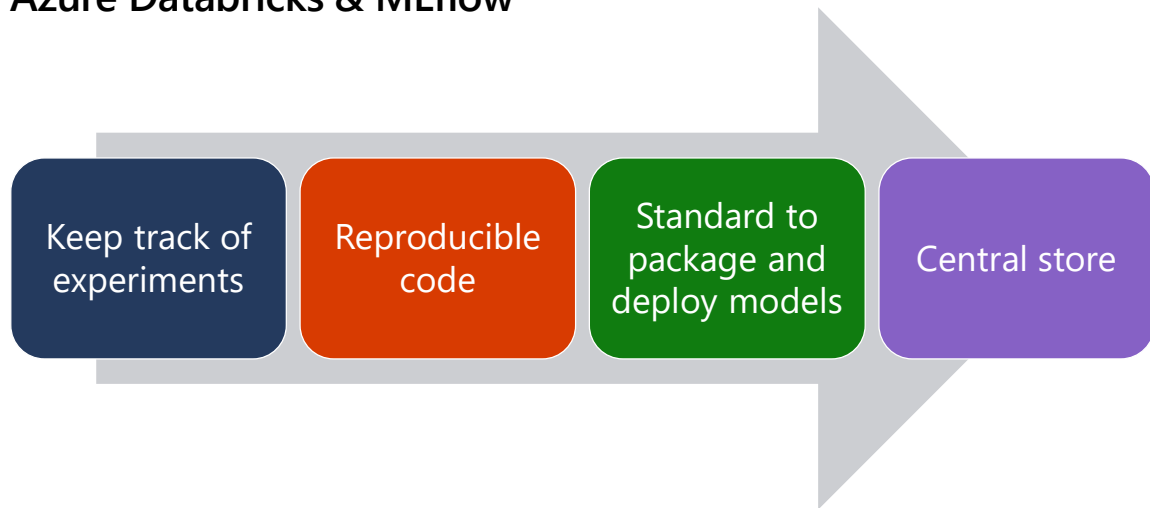 Azure Databricks & MLflow
Keep track of
experiments
Reproducible
code
Standard to
package and
deploy models
Central store